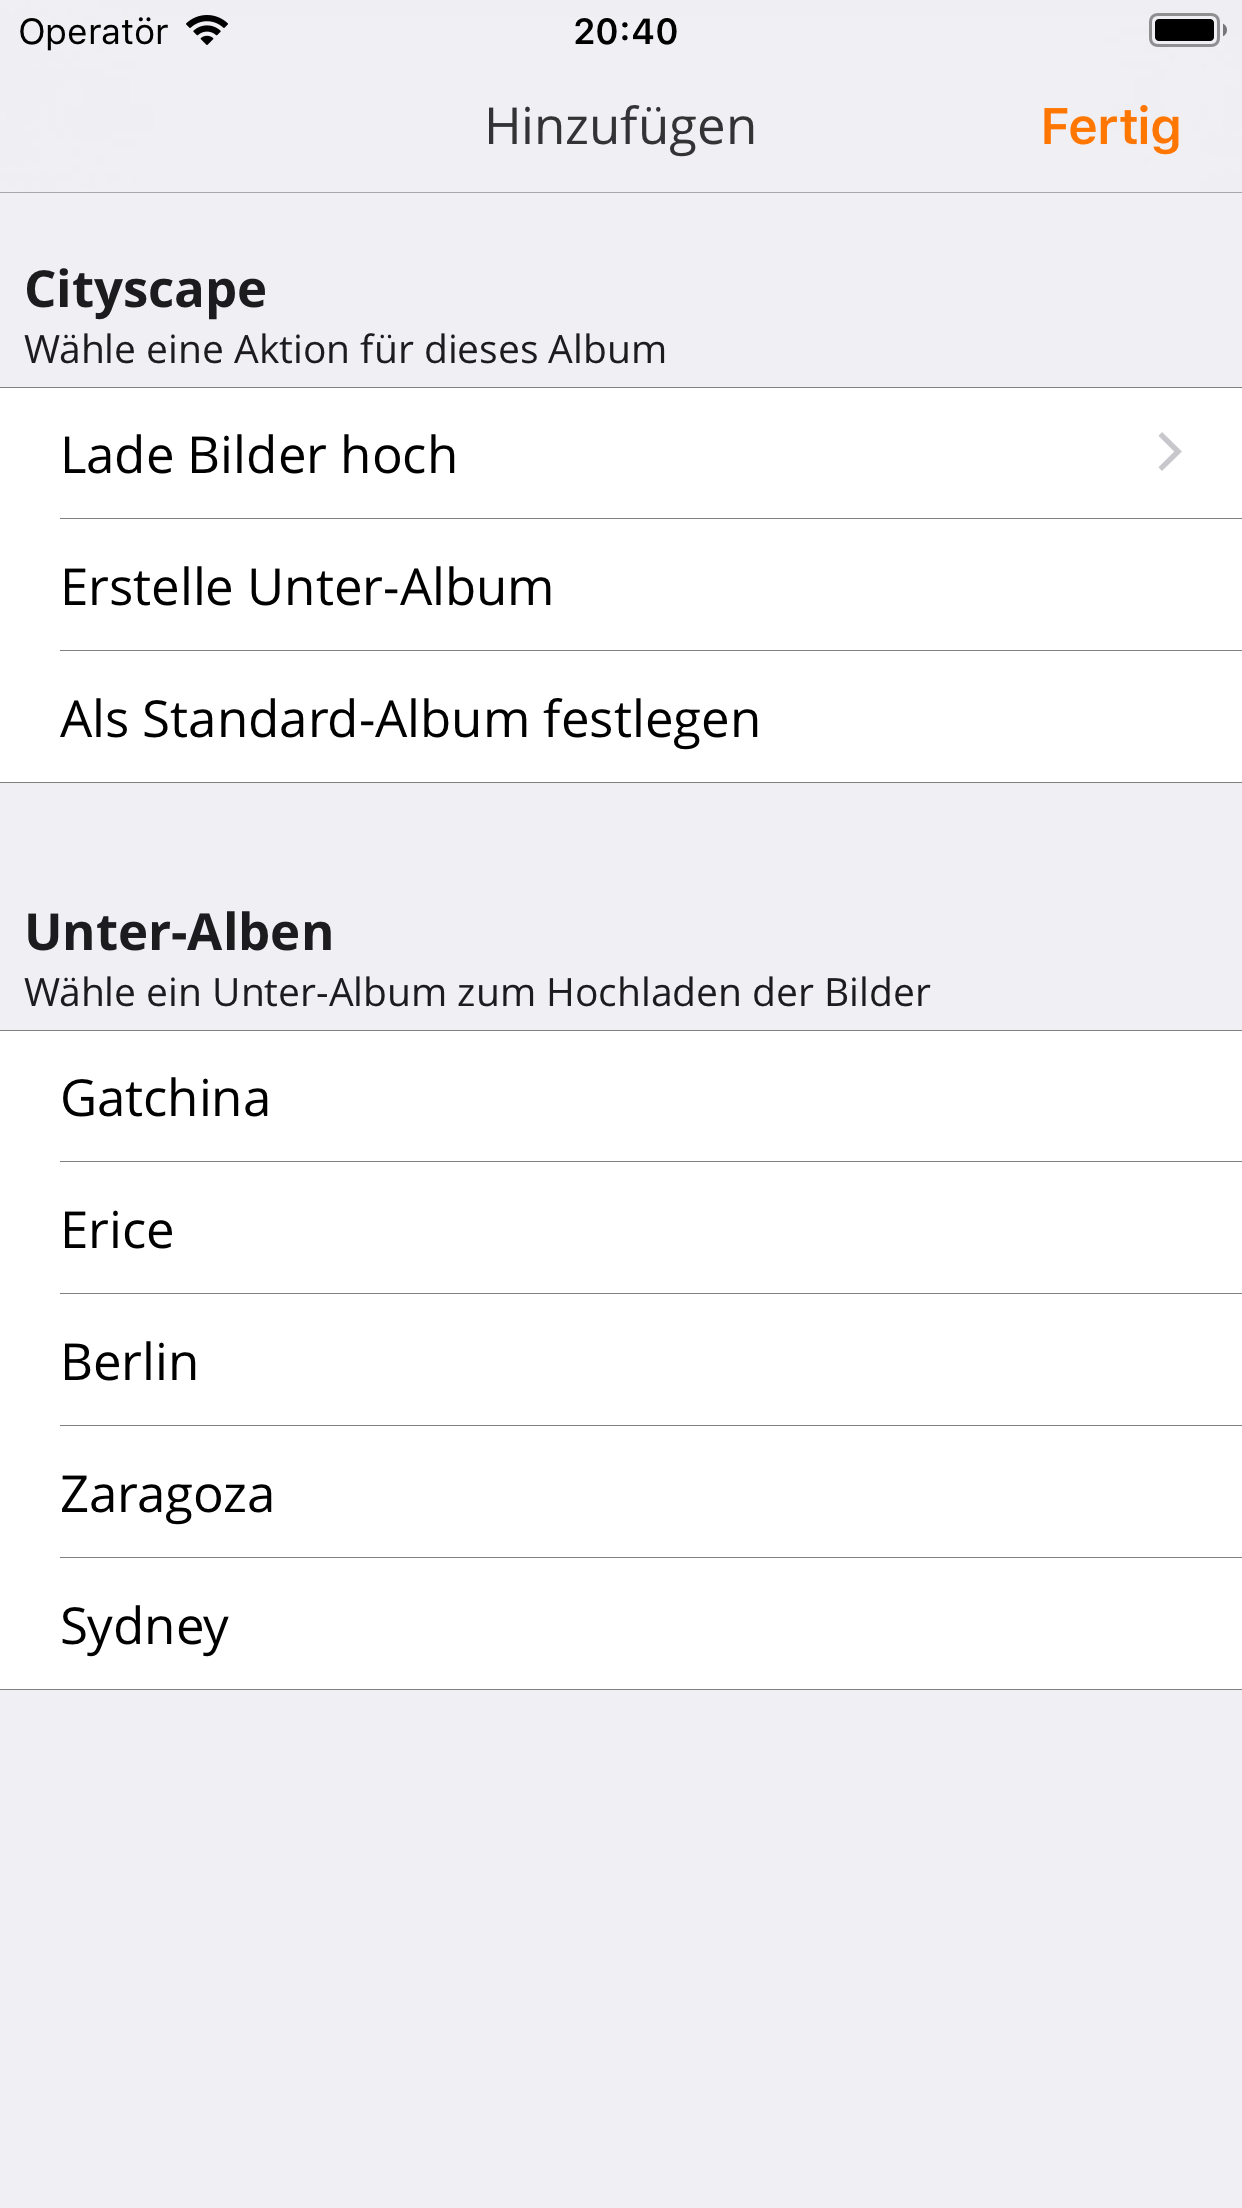 Operatör 20:40
Hinzufügen Fertig
Cityscape
Wähle eine Aktion für dieses Album
Lade Bilder hoch
Erstelle Unter-Album
Als Standard-Album festlegen
Unter-Alben
Wähle ein Unter-Album zum Hochladen der Bilder
Gatchina
Erice
Berlin
Zaragoza
Sydney